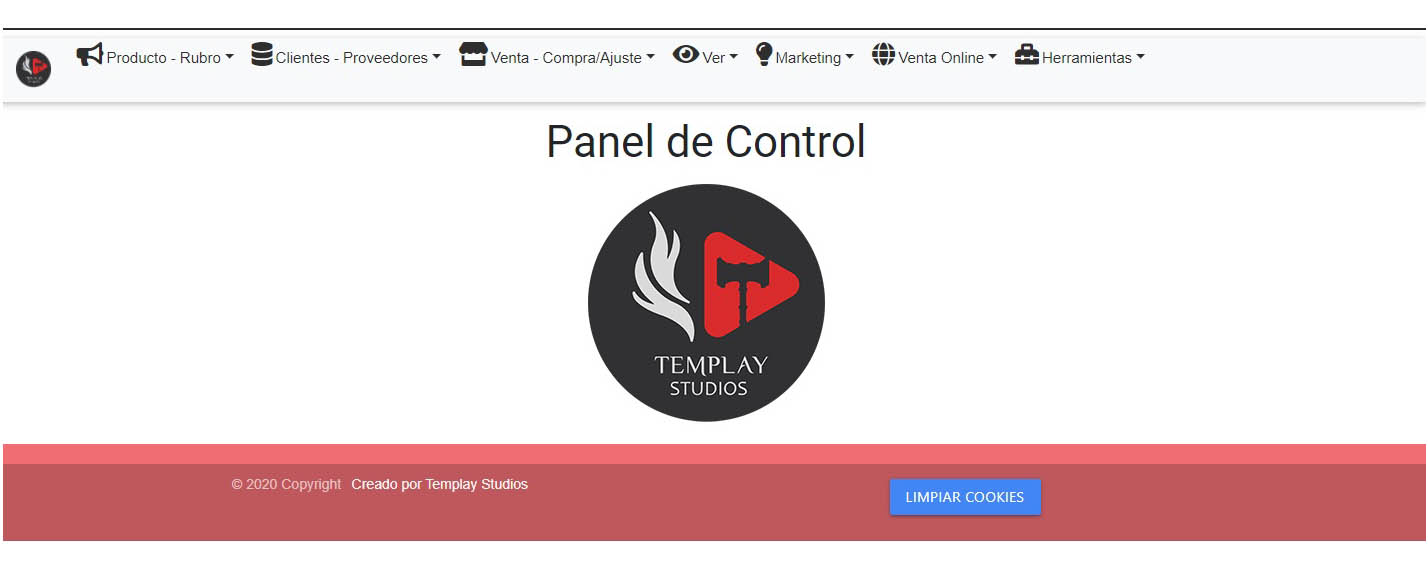 Producto - Rubro Clientes - Proveedores Venta - Compra/Ajuste Ver Marketing Venta Online Herramientas
Panel de Control
TEMPLAY
STUDIOS
© 2020 Copyright Creado por Templay Studios LIMPIAR COOKIES